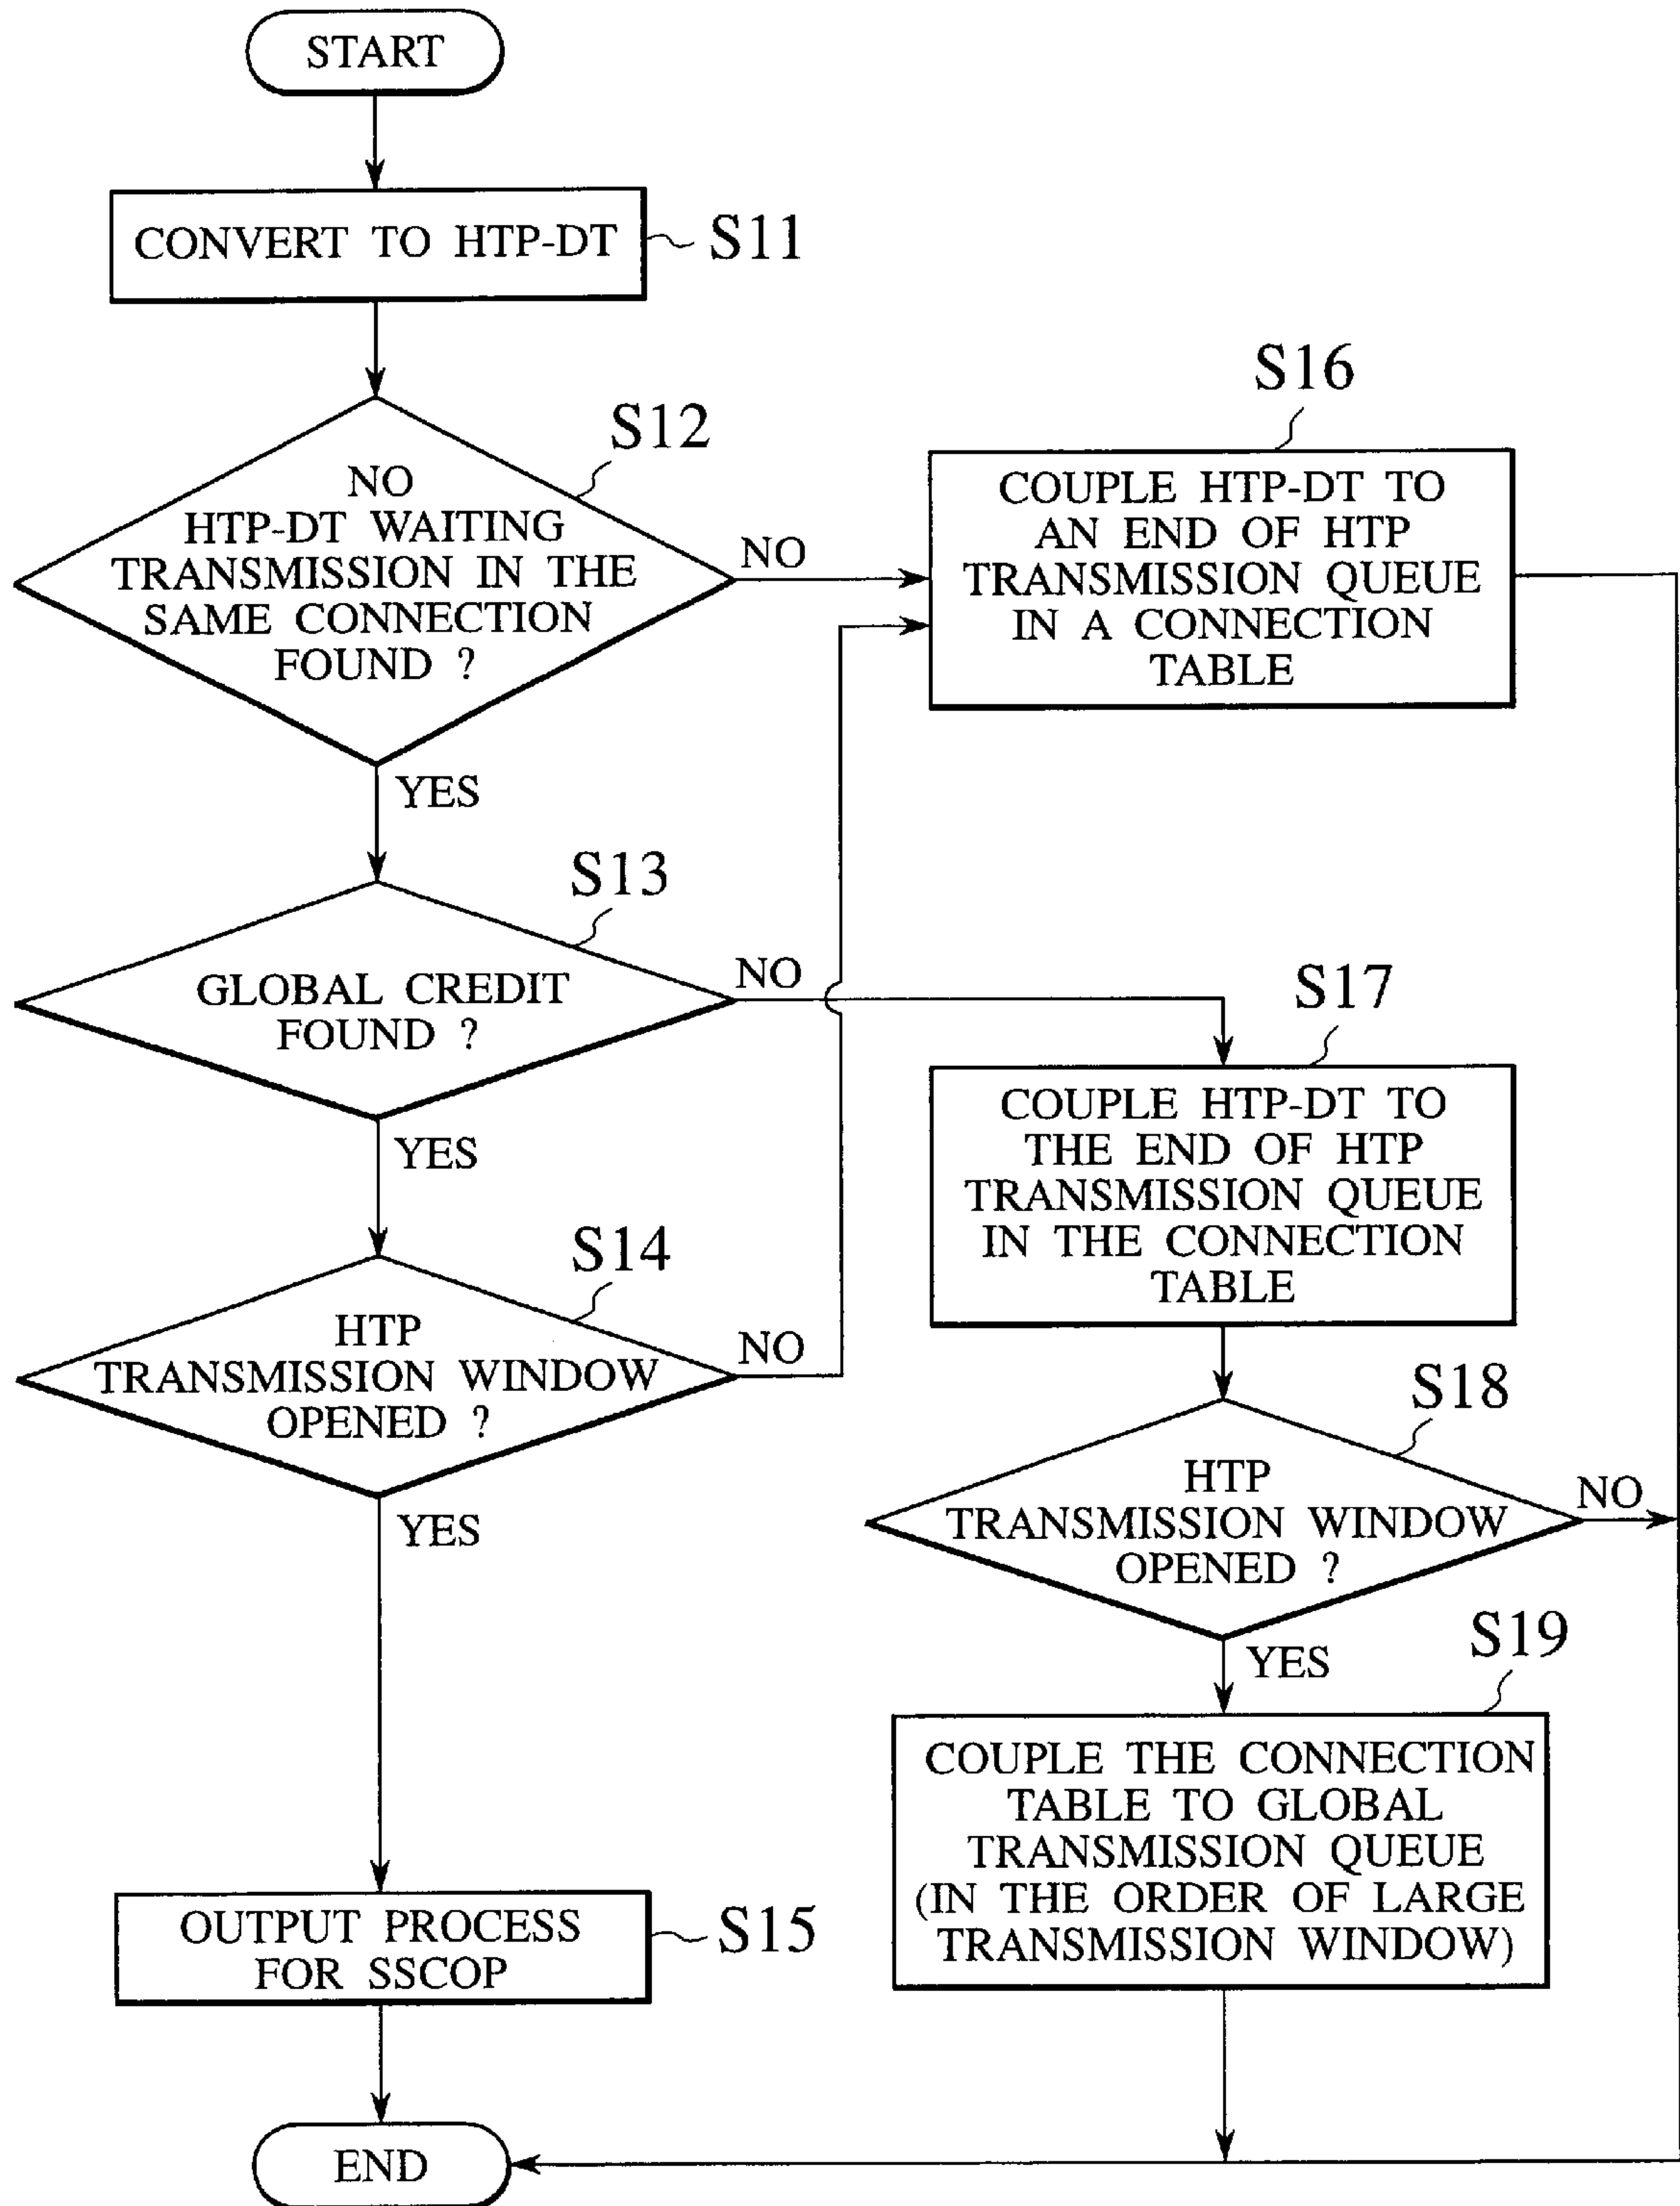 START
CONVERT TO HTP-DT
S11
S12
NO
HTP-DT WAITING
TRANSMISSION IN THE
SAME CONNECTION
FOUND ?
NO
YES
S16
COUPLE HTP-DT TO
AN END OF HTP
TRANSMISSION QUEUE
IN A CONNECTION
TABLE
S13
GLOBAL CREDIT
FOUND ?
NO
YES
S14
HTP
TRANSMISSION WINDOW
OPENED ?
NO
YES
S17
COUPLE HTP-DT TO
THE END OF HTP
TRANSMISSION QUEUE
IN THE CONNECTION
TABLE
S18
HTP
TRANSMISSION WINDOW
OPENED ?
NO
YES
S19
COUPLE THE CONNECTION
TABLE TO GLOBAL
TRANSMISSION QUEUE
(IN THE ORDER OF LARGE
TRANSMISSION WINDOW)
OUTPUT PROCESS
FOR SSCOP
S15
END